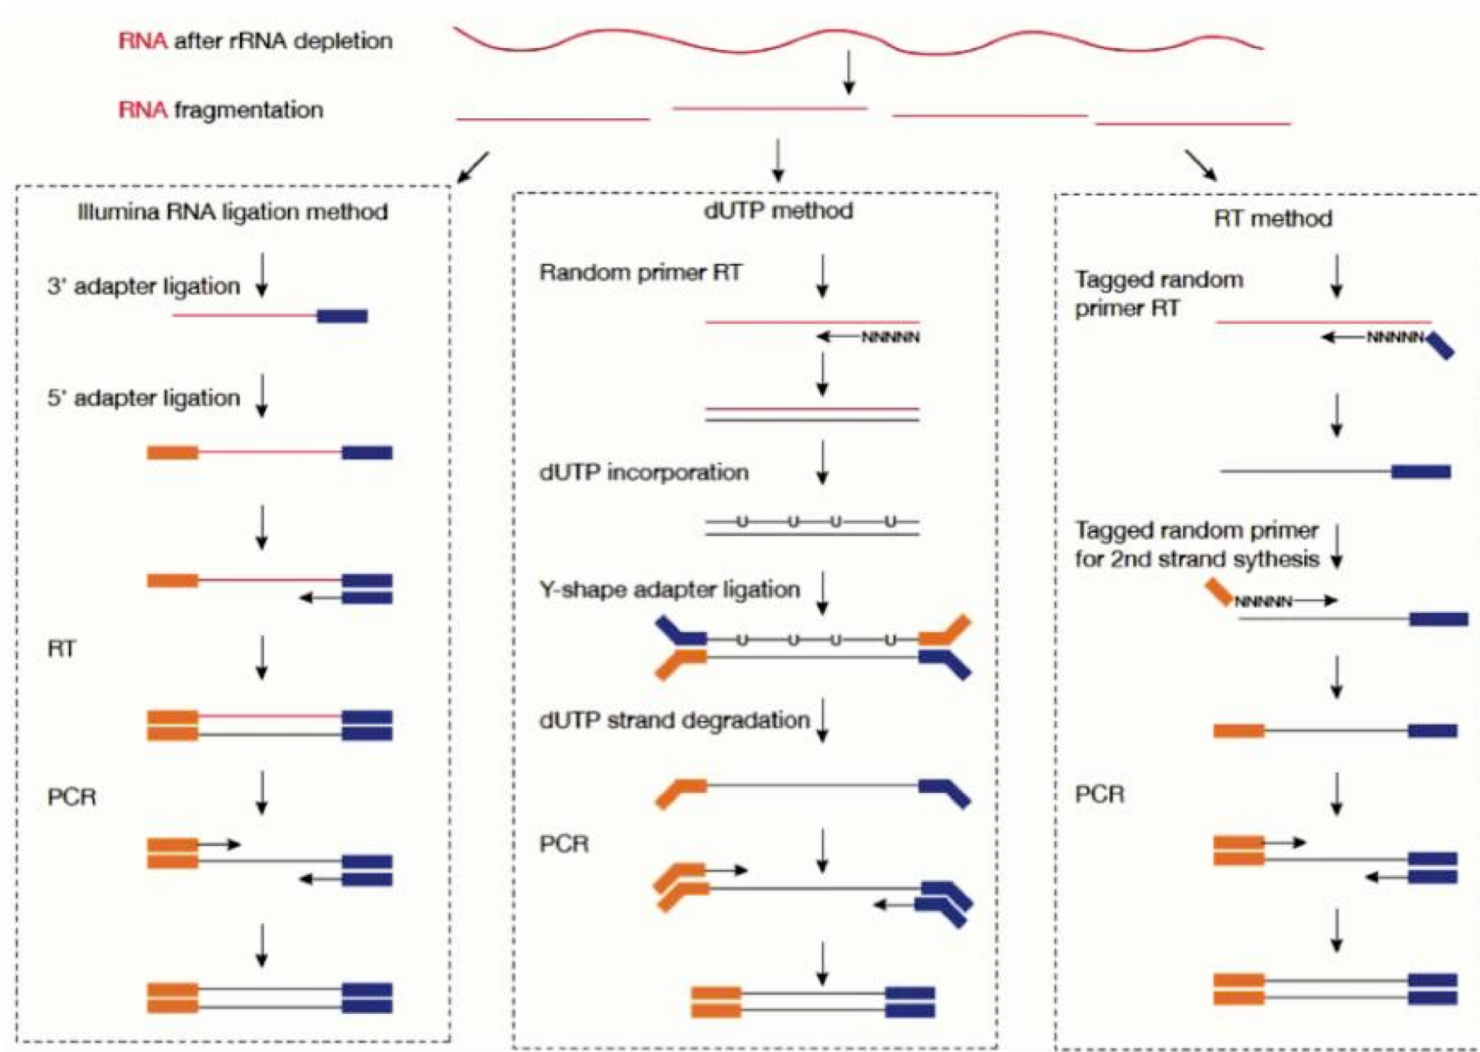 RNA after rRNA depletion
RNA fragmentation
Illumina RNA ligation method
3' adapter ligation
5' adapter ligation
RT
PCR
dUTP method
Random primer RT
NNNNN
dUTP incorporation
U U U U
Y-shape adapter ligation
U U U U
dUTP strand degradation
PCR
RT method
Tagged random
primer RT
NNNNN
Tagged random primer
for 2nd strand sythesis
NNNNN
PCR